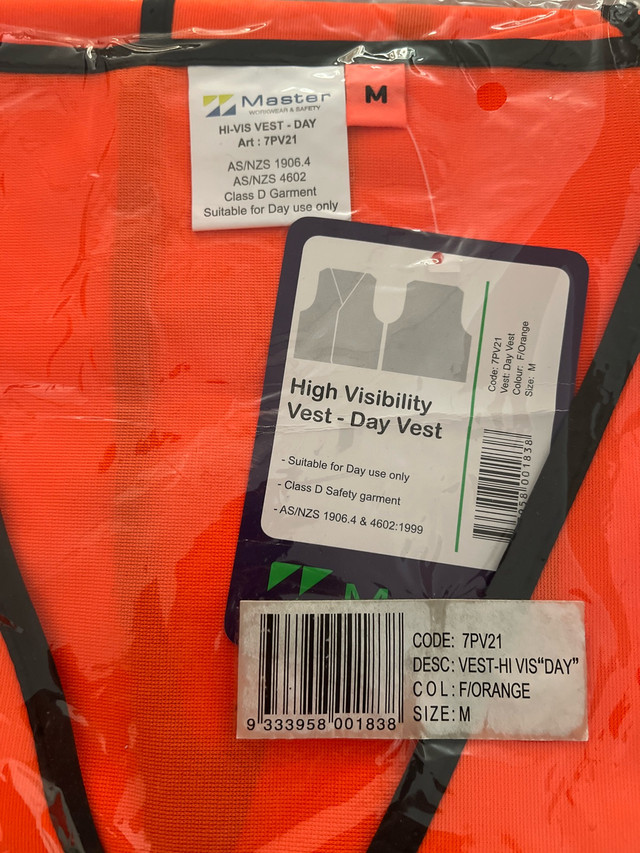 Master
WORKWEAR & SAFETY
HI-VIS VEST - DAY
Art : 7PV21
AS/NZS 1906.4
AS/NZS 4602
Class D Garment
Suitable for Day use only
M
Code: 7PV21
Vest: Day Vest
Colour: F/Orange
Size: M
High Visibility
Vest - Day Vest
- Suitable for Day use only
- Class D Safety garment
- AS/NZS 1906.4 & 4602:1999
958 001838
M
9 333958 001838
CODE: 7PV21
DESC: VEST-HI VIS“DAY”
COL: F/ORANGE
SIZE: M